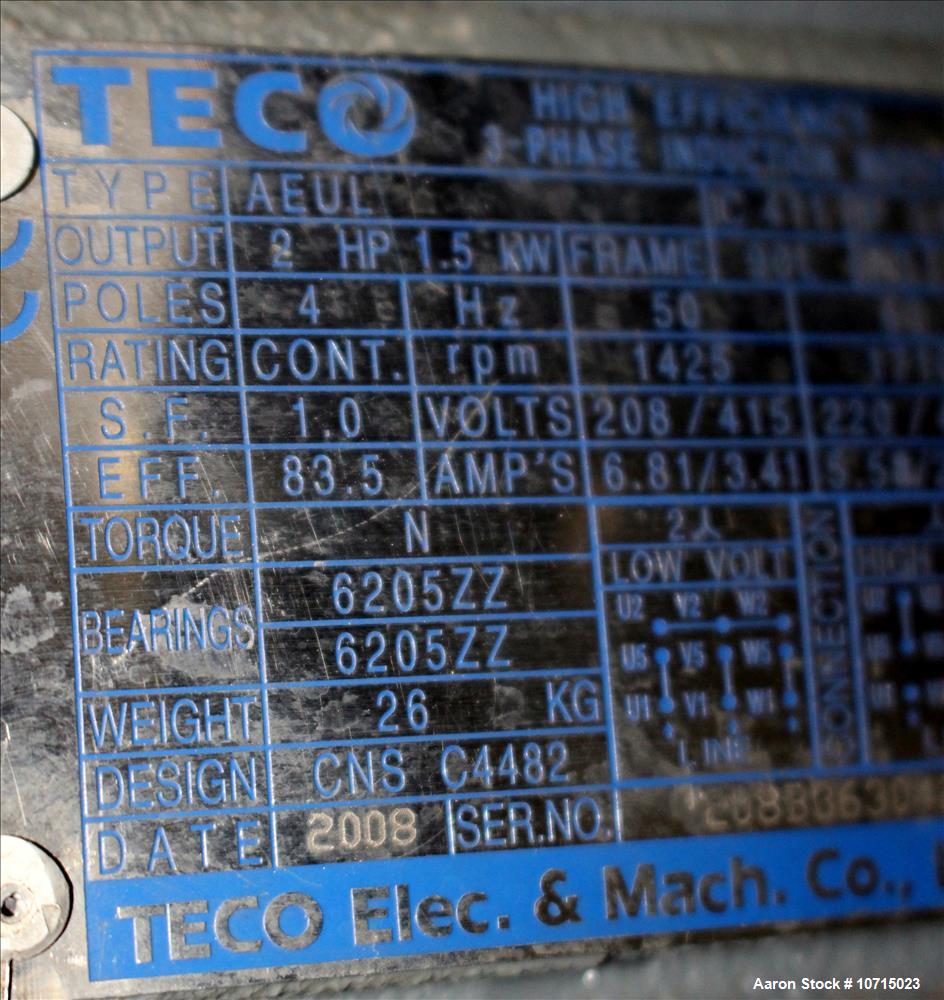 TECO HIGH EFFICIENCY
3-PHASE INDUCTION
TYPE AEUL
OUTPUT 2 HP 1.5 KW FRAME
POLES 4 Hz 50
RATING CONT. rpm 1425
S.F. 1.0 VOLTS 208 / 415 220 /
EFF. 83.5 AMP'S 6.81/3.41
TORQUE N 2
LOW VOLT CONNECTION HIGH
BEARINGS 6205ZZ
6205ZZ
U2 V2 W2
U5 V5 W5
U1 V1 W1
LINE
WEIGHT 26 KG
DESIGN CNS C4482
DATE 2008 SER.NO.
TECO Elec. & Mach. Co.,
Aaron Stock # 10715023